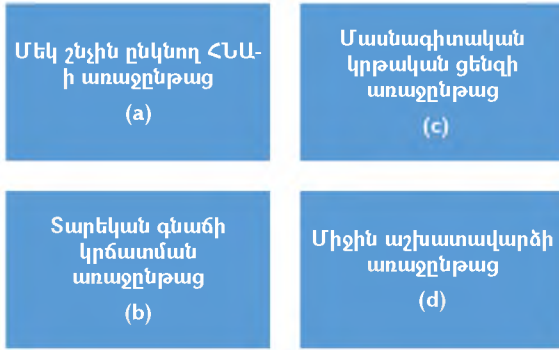 Մեկ շնչին ընկնող ՀՆԱ-
ի առաջընթաց
(a)
Մասնագիտական
կրթական ցենզի
առաջընթաց
(c)
Տարեկան գնաճի
կրճատման
առաջընթաց
(b)
Միջին աշխատավարձի
առաջընթաց
(d)